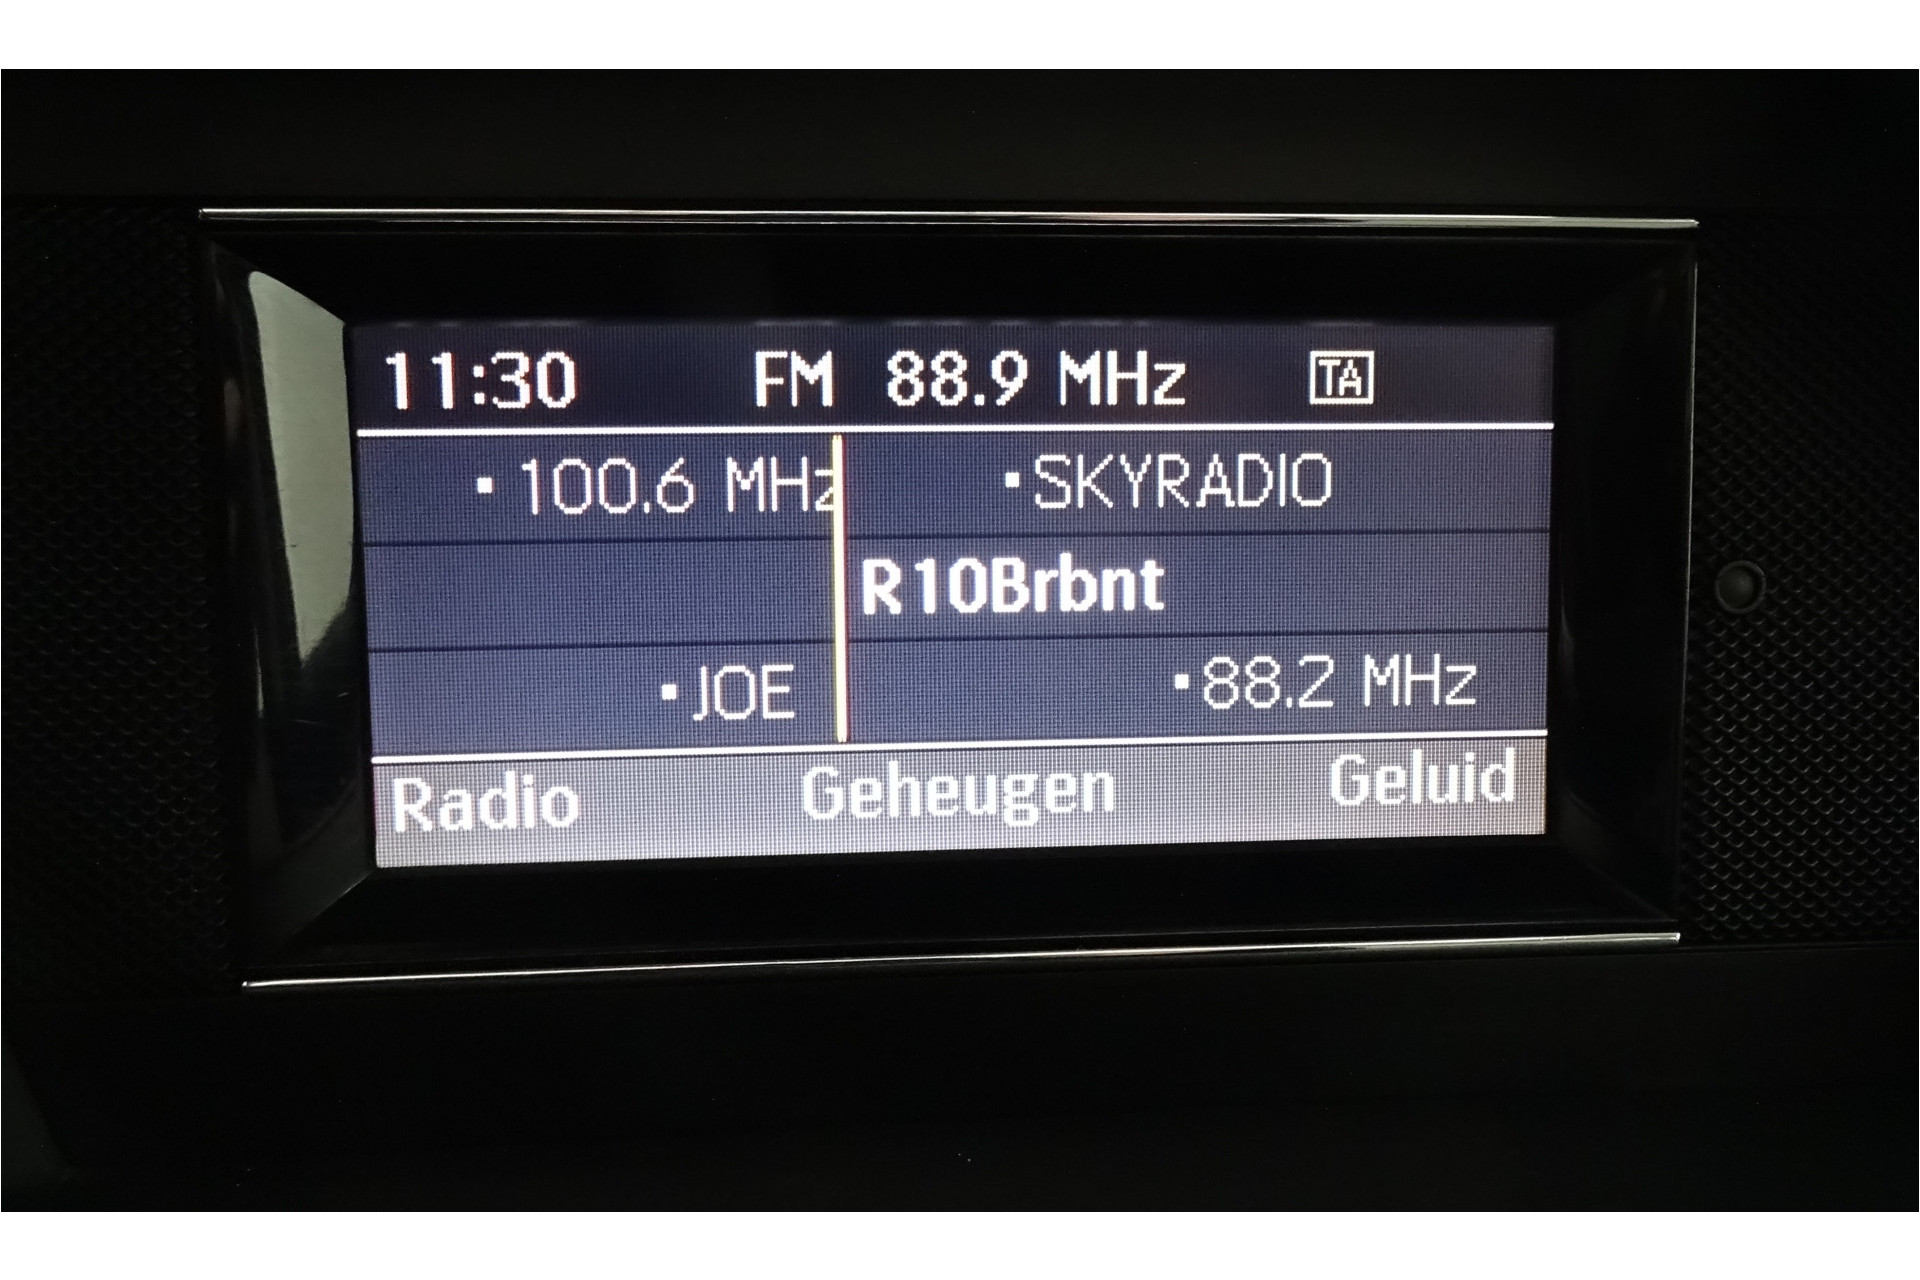 11:30 FM 88.9 MHz TA
▪100.6 MHz ▪SKYRADIO
R10Brbnt
▪JOE ▪88.2 MHz
Radio Geheugen Geluid